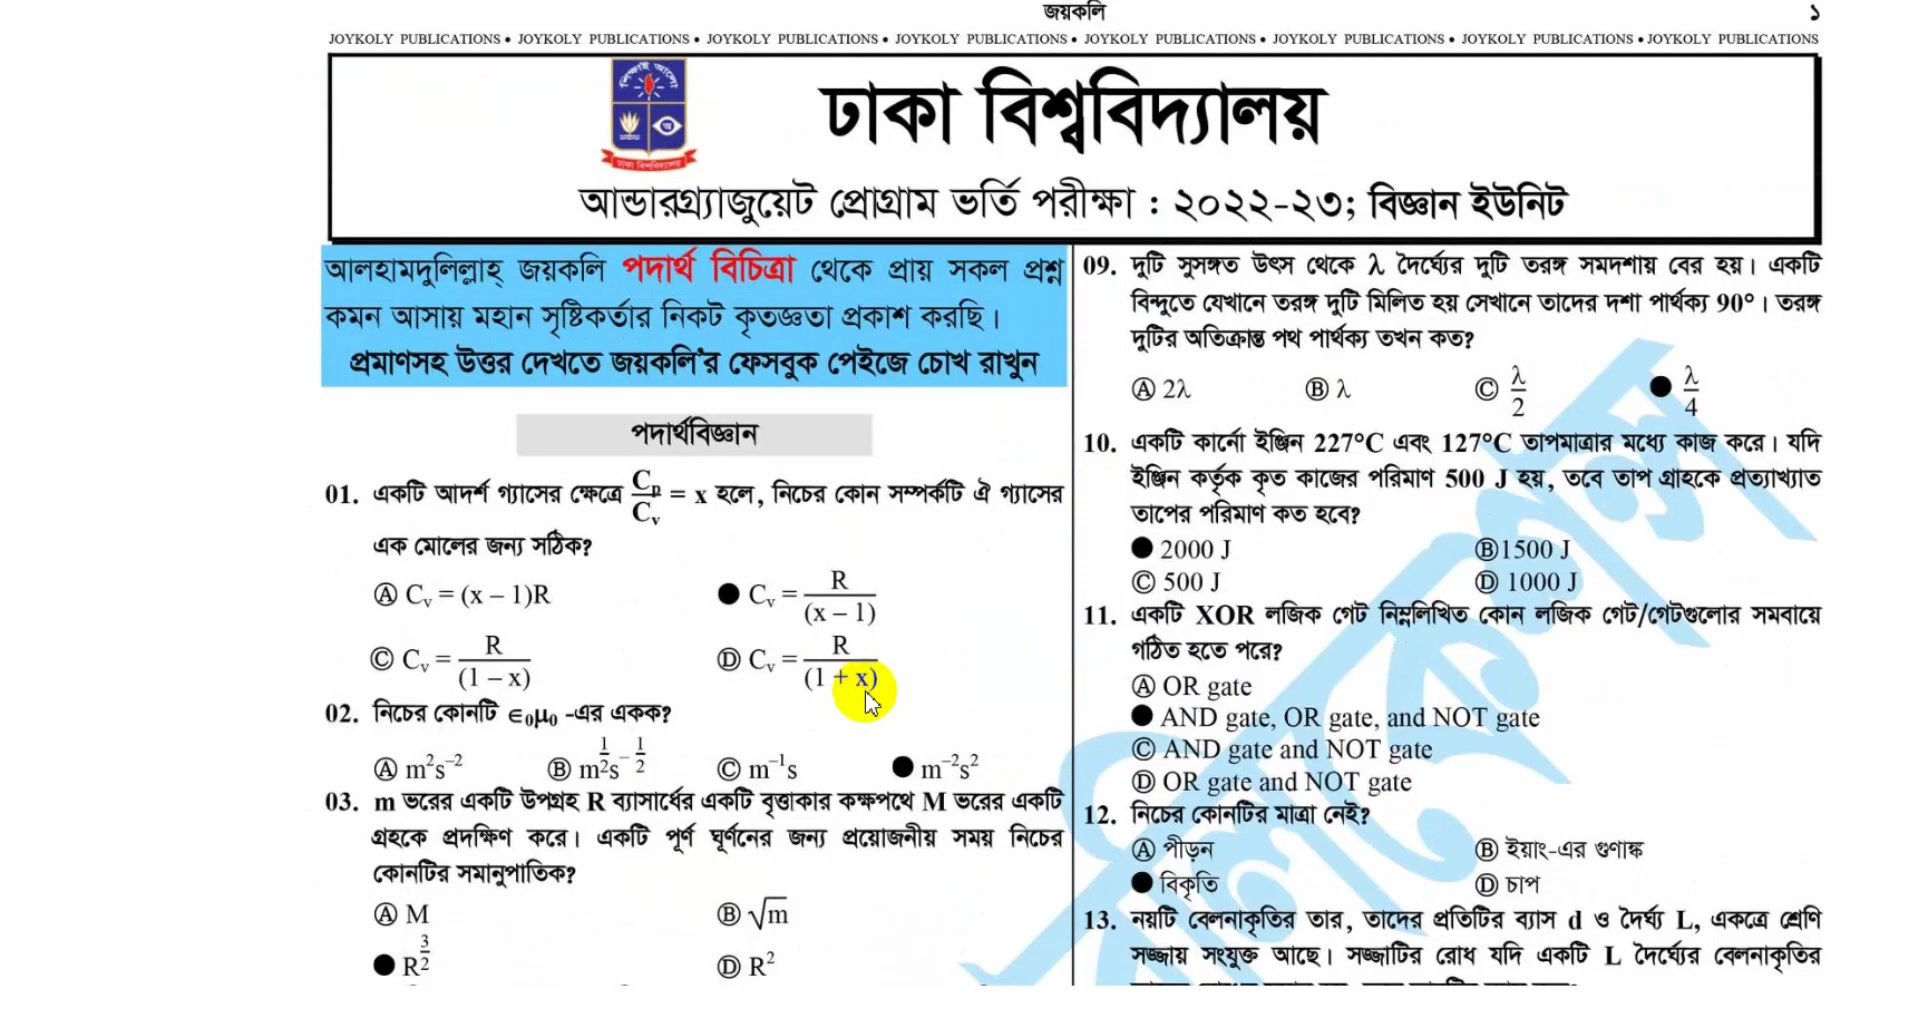 জয়কলি
১
JOYKOLY PUBLICATIONS • JOYKOLY PUBLICATIONS • JOYKOLY PUBLICATIONS • JOYKOLY PUBLICATIONS • JOYKOLY PUBLICATIONS • JOYKOLY PUBLICATIONS • JOYKOLY PUBLICATIONS • JOYKOLY PUBLICATIONS
ঢাকা বিশ্ববিদ্যালয়
আন্ডারগ্র্যাজুয়েট প্রোগ্রাম ভর্তি পরীক্ষা : ২০২২-২৩; বিজ্ঞান ইউনিট
আলহামদুলিল্লাহ্ জয়কলি পদার্থ বিচিত্রা থেকে প্রায় সকল প্রশ্ন
কমন আসায় মহান সৃষ্টিকর্তার নিকট কৃতজ্ঞতা প্রকাশ করছি।
প্রমাণসহ উত্তর দেখতে জয়কলি'র ফেসবুক পেইজে চোখ রাখুন
পদার্থবিজ্ঞান
01. একটি আদর্শ গ্যাসের ক্ষেত্রে Cₚ/Cᵥ = x হলে, নিচের কোন সম্পর্কটি ঐ গ্যাসের
এক মোলের জন্য সঠিক?
Ⓐ Cᵥ = (x – 1)R ● Cᵥ = R/(x – 1)
Ⓒ Cᵥ = R/(1 – x) Ⓓ Cᵥ = R/(1 + x)
02. নিচের কোনটি ∈₀μ₀ -এর একক?
Ⓐ m²s⁻² Ⓑ m^(1/2)s^(–1/2) Ⓒ m⁻¹s ● m⁻²s²
03. m ভরের একটি উপগ্রহ R ব্যাসার্ধের একটি বৃত্তাকার কক্ষপথে M ভরের একটি
গ্রহকে প্রদক্ষিণ করে। একটি পূর্ণ ঘূর্ণনের জন্য প্রয়োজনীয় সময় নিচের
কোনটির সমানুপাতিক?
Ⓐ M Ⓑ √m
● R^(3/2) Ⓓ R²
09. দুটি সুসঙ্গত উৎস থেকে λ দৈর্ঘ্যের দুটি তরঙ্গ সমদশায় বের হয়। একটি
বিন্দুতে যেখানে তরঙ্গ দুটি মিলিত হয় সেখানে তাদের দশা পার্থক্য 90°। তরঙ্গ
দুটির অতিক্রান্ত পথ পার্থক্য তখন কত?
Ⓐ 2λ Ⓑ λ Ⓒ λ/2 ● λ/4
10. একটি কার্নো ইঞ্জিন 227°C এবং 127°C তাপমাত্রার মধ্যে কাজ করে। যদি
ইঞ্জিন কর্তৃক কৃত কাজের পরিমাণ 500 J হয়, তবে তাপ গ্রাহকে প্রত্যাখ্যাত
তাপের পরিমাণ কত হবে?
● 2000 J Ⓑ1500 J
Ⓒ 500 J Ⓓ 1000 J
11. একটি XOR লজিক গেট নিম্নলিখিত কোন লজিক গেট/গেটগুলোর সমবায়ে
গঠিত হতে পরে?
Ⓐ OR gate
● AND gate, OR gate, and NOT gate
Ⓒ AND gate and NOT gate
Ⓓ OR gate and NOT gate
12. নিচের কোনটির মাত্রা নেই?
Ⓐ পীড়ন Ⓑ ইয়াং-এর গুণাঙ্ক
● বিকৃতি Ⓓ চাপ
13. নয়টি বেলনাকৃতির তার, তাদের প্রতিটির ব্যাস d ও দৈর্ঘ্য L, একত্রে শ্রেণি
সজ্জায় সংযুক্ত আছে। সজ্জাটির রোধ যদি একটি L দৈর্ঘ্যের বেলনাকৃতির